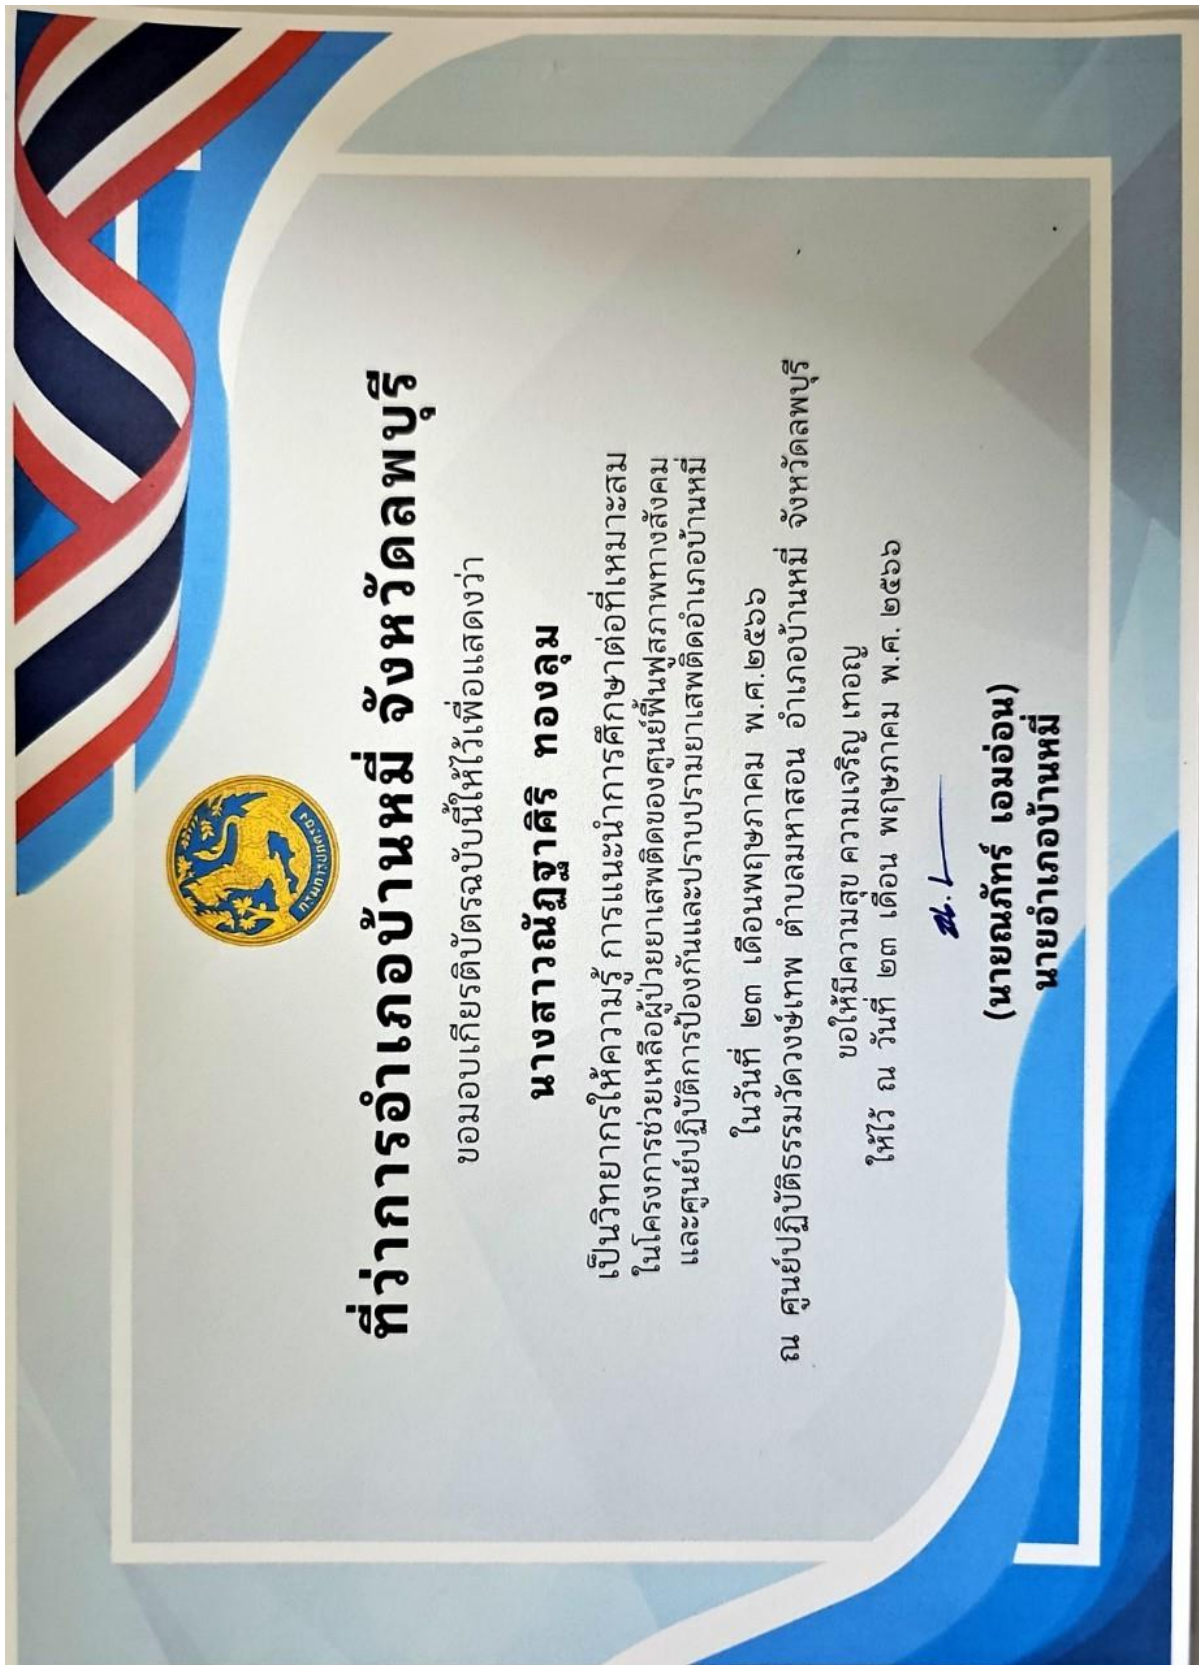 กรมการปกครอง
ที่ว่าการอำเภอบ้านหมี่ จังหวัดลพบุรี
ขอมอบเกียรติบัตรฉบับนี้ให้ไว้เพื่อแสดงว่า
นางสาวณัฏฐาศิริ ทองลุม
เป็นวิทยากรให้ความรู้ การแนะนำการศึกษาต่อที่เหมาะสม
ในโครงการช่วยเหลือผู้ป่วยยาเสพติดของศูนย์ฟื้นฟูสภาพทางสังคม
และศูนย์ปฏิบัติการป้องกันและปราบปรามยาเสพติดอำเภอบ้านหมี่
ในวันที่ ๒๓ เดือนพฤษภาคม พ.ศ.๒๕๖๖
ณ ศูนย์ปฏิบัติธรรมวัดวงษ์เทพ ตำบลมหาสอน อำเภอบ้านหมี่ จังหวัดลพบุรี
ขอให้มีความสุข ความเจริญ เทอญ
ให้ไว้ ณ วันที่ ๒๓ เดือน พฤษภาคม พ.ศ. ๒๕๖๖
(นายณภัทร์ เอมอ่อน)
นายอำเภอบ้านหมี่